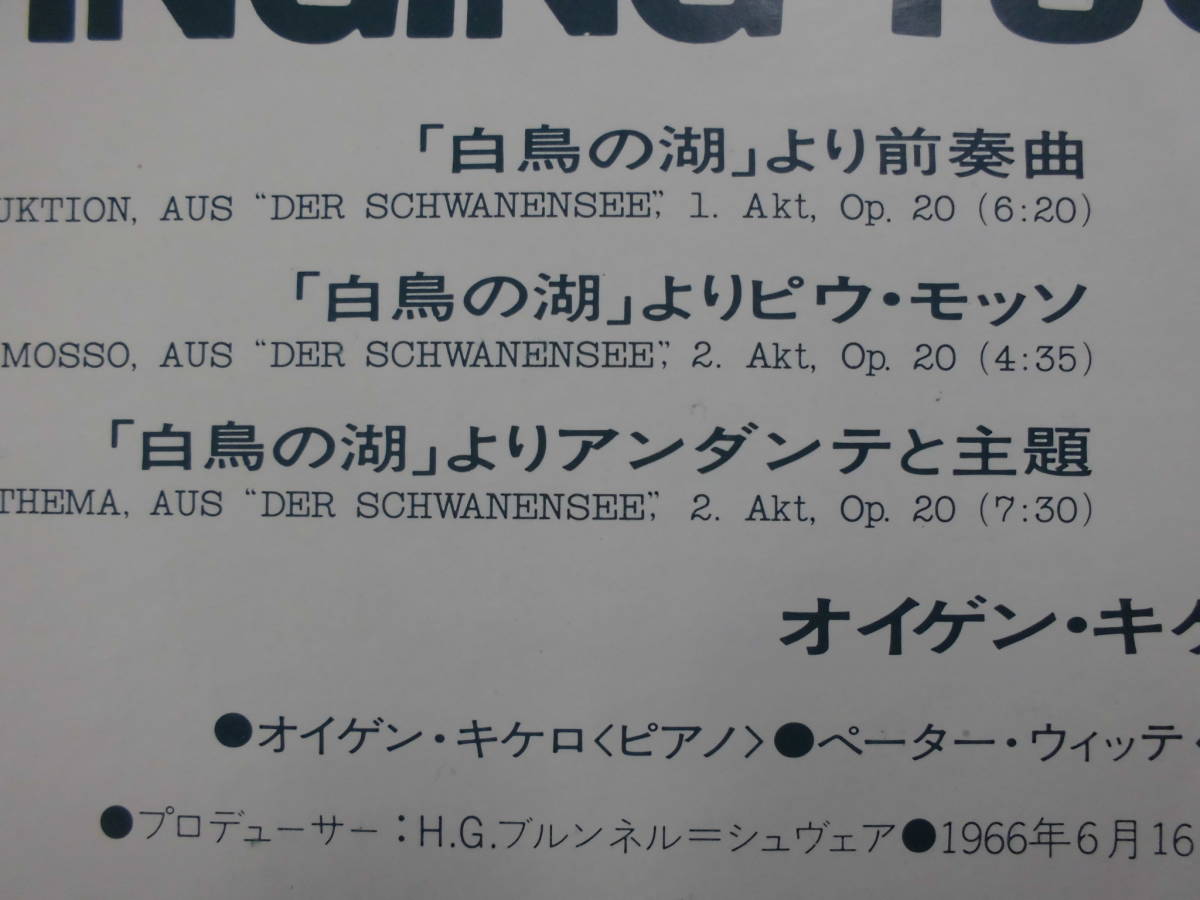 INGING TSC
「白鳥の湖」より前奏曲
UKTION, AUS “DER SCHWANENSEE”, 1. Akt, Op. 20 (6:20)
「白鳥の湖」よりピウ・モッソ
MOSSO, AUS “DER SCHWANENSEE”, 2. Akt, Op. 20 (4:35)
「白鳥の湖」よりアンダンテと主題
THEMA, AUS “DER SCHWANENSEE”, 2. Akt, Op. 20 (7:30)
オイゲン・キケ
●オイゲン・キケロ〈ピアノ〉●ペーター・ウィッテ
●プロデューサー：H.G.ブルンネル＝シュヴェア●1966年6月16